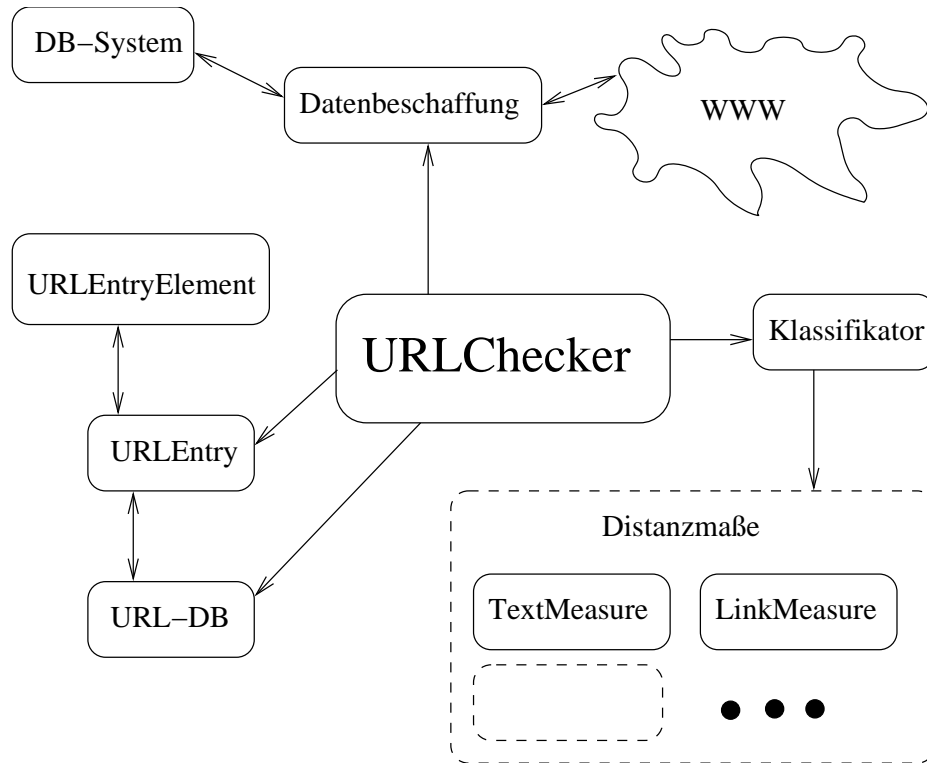 DB−System
Datenbeschaffung
WWW
URLEntryElement
URLChecker
Klassifikator
URLEntry
Distanzmaße
URL−DB
TextMeasure
LinkMeasure